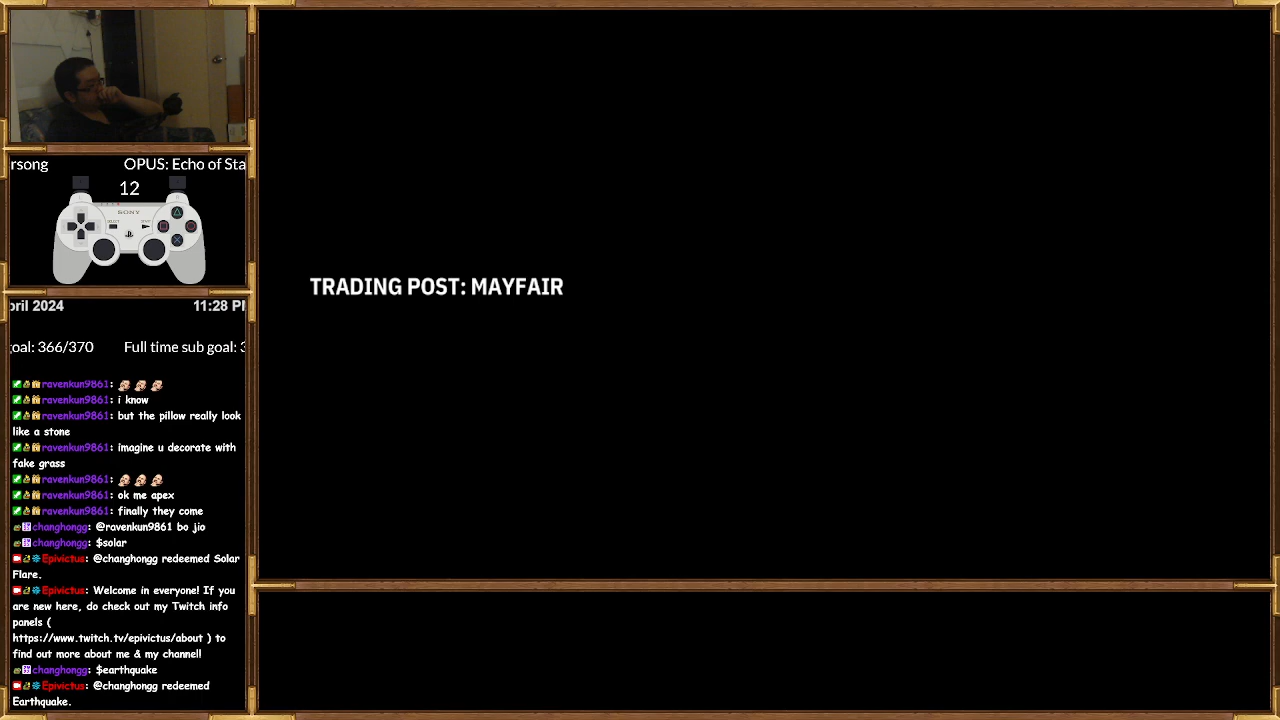 rsong OPUS: Echo of Sta
12
SONY
SELECT START
pril 2024 11:28 P
goal: 366/370 Full time sub goal: 3
ravenkun9861:
ravenkun9861: i know
ravenkun9861: but the pillow really look
like a stone
ravenkun9861: imagine u decorate with
fake grass
ravenkun9861:
ravenkun9861: ok me apex
ravenkun9861: finally they come
changhongg: @ravenkun9861 bo jio
changhongg: $solar
Epivictus: @changhongg redeemed Solar
Flare.
Epivictus: Welcome in everyone! If you
are new here, do check out my Twitch info
panels (
https://www.twitch.tv/epivictus/about ) to
find out more about me & my channel!
changhongg: $earthquake
Epivictus: @changhongg redeemed
Earthquake.
TRADING POST: MAYFAIR